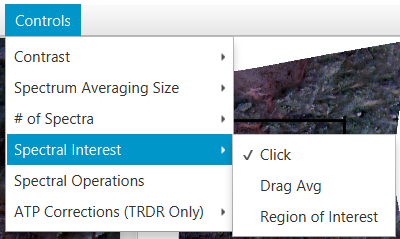 Controls
Contrast
Spectrum Averaging Size
# of Spectra
Spectral Interest
Spectral Operations
ATP Corrections (TRDR Only)
Click
Drag Avg
Region of Interest